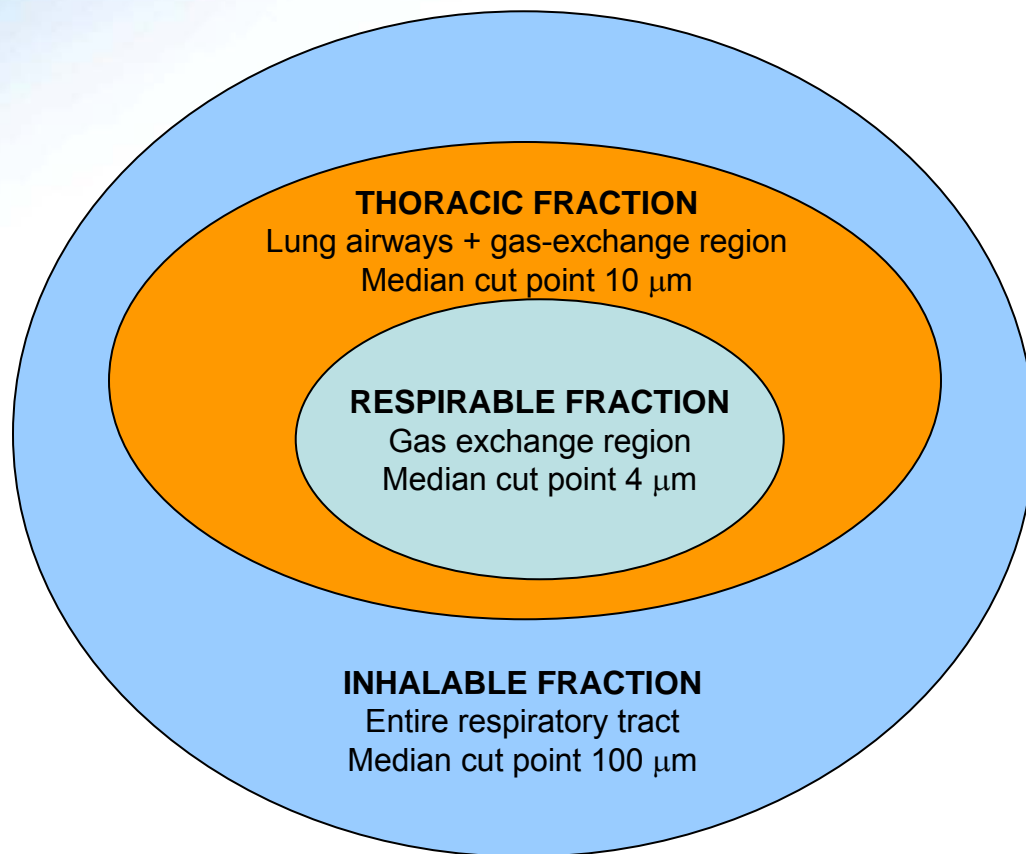 THORACIC FRACTION
Lung airways + gas-exchange region
Median cut point 10 μm
RESPIRABLE FRACTION
Gas exchange region
Median cut point 4 μm
INHALABLE FRACTION
Entire respiratory tract
Median cut point 100 μm